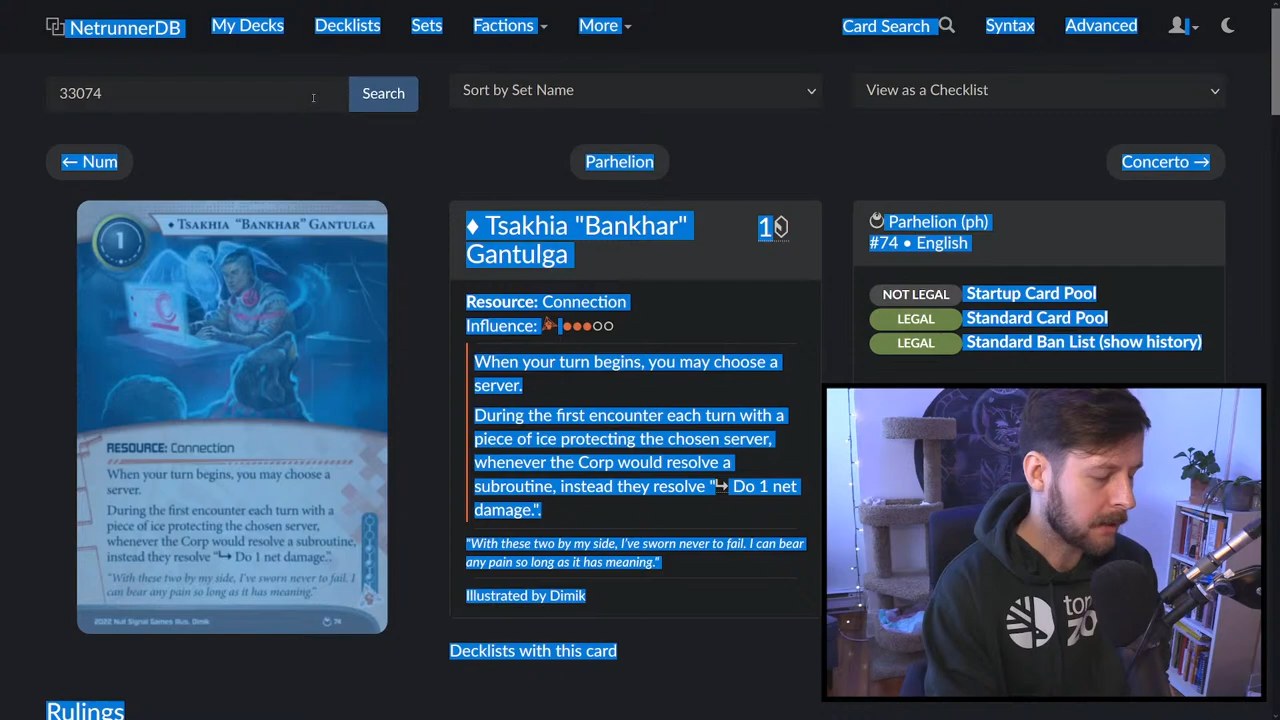 NetrunnerDB My Decks Decklists Sets Factions More Card Search Syntax Advanced
33074 Search Sort by Set Name View as a Checklist
← Num Parhelion Concerto →
♦ TSAKHIA "BANKHAR" GANTULGA
1
RESOURCE: Connection
When your turn begins, you may choose a
server.
During the first encounter each turn with a
piece of ice protecting the chosen server,
whenever the Corp would resolve a subroutine,
instead they resolve "↳ Do 1 net damage.".
"With these two by my side, I've sworn never to fail. I
can bear any pain so long as it has meaning."
2022 Null Signal Games Illus. Dimik
74
♦ Tsakhia "Bankhar"
Gantulga
1
Resource: Connection
Influence:
When your turn begins, you may choose a
server.
During the first encounter each turn with a
piece of ice protecting the chosen server,
whenever the Corp would resolve a
subroutine, instead they resolve "↳ Do 1 net
damage.".
"With these two by my side, I've sworn never to fail. I can bear
any pain so long as it has meaning."
Illustrated by Dimik
Decklists with this card
Parhelion (ph)
#74 • English
NOT LEGAL Startup Card Pool
LEGAL Standard Card Pool
LEGAL Standard Ban List (show history)
Rulings